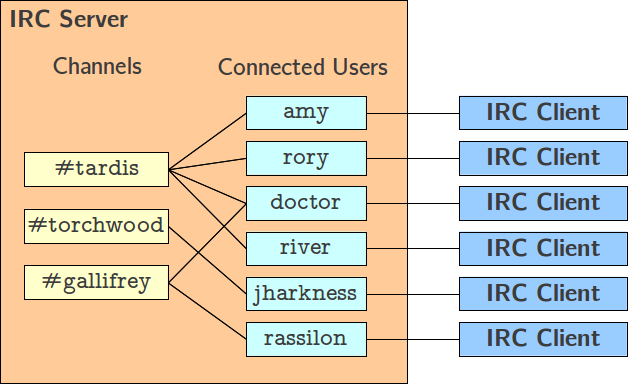 IRC Server
Channels
Connected Users
amy
IRC Client
rory
IRC Client
#tardis
doctor
IRC Client
#torchwood
river
IRC Client
#gallifrey
jharkness
IRC Client
rassilon
IRC Client